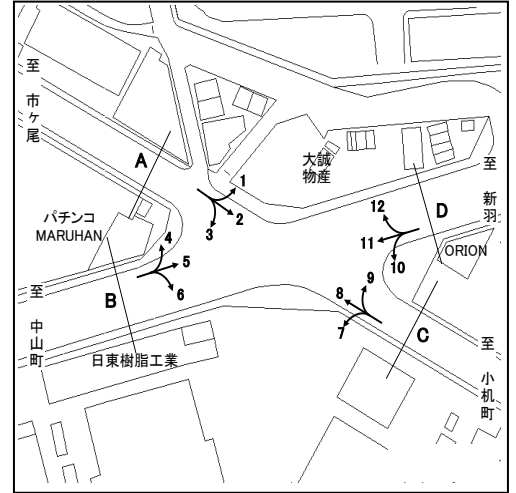 至
市ヶ尾
A
大誠
物産
至
新羽
1
2
3
パチンコ
MARUHAN
4
5
6
12
11
10
D
ORION
B
至
中山町
8
9
7
C
日東樹脂工業
至
小机町